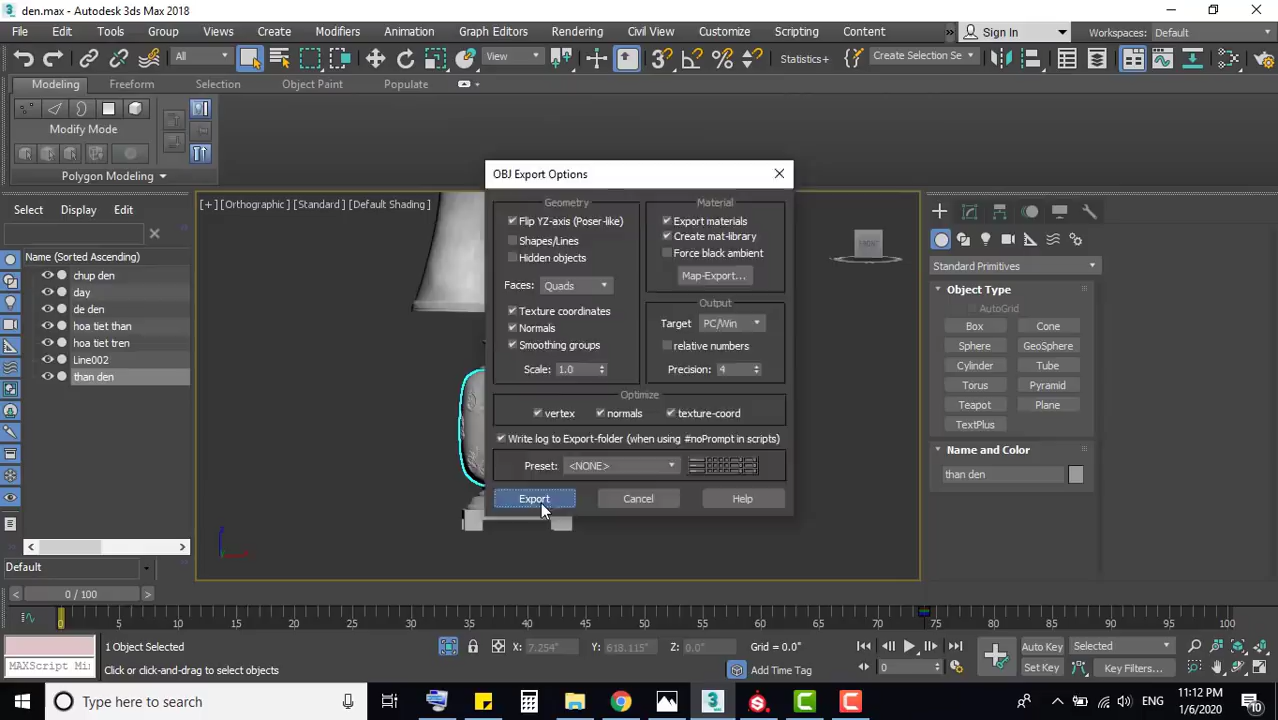 den.max - Autodesk 3ds Max 2018
File Edit Tools Group Views Create Modifiers Animation Graph Editors Rendering Civil View Customize Scripting Content » Sign In Workspaces: Default
All View Statistics+ Create Selection Se
Modeling Freeform Selection Object Paint Populate
Modify Mode
Polygon Modeling
Select Display Edit
Name (Sorted Ascending)
chup den
day
de den
hoa tiet than
hoa tiet tren
Line002
than den
Default
[+] [Orthographic] [Standard] [Default Shading]
OBJ Export Options
Geometry
Flip YZ-axis (Poser-like)
Shapes/Lines
Hidden objects
Faces: Quads
Texture coordinates
Normals
Smoothing groups
Scale: 1.0
Material
Export materials
Create mat-library
Force black ambient
Map-Export...
Output
Target PC/Win
relative numbers
Precision: 4
Optimize
vertex normals texture-coord
Write log to Export-folder (when using #noPrompt in scripts)
Preset: <NONE>
Export Cancel Help
Standard Primitives
Object Type
AutoGrid
Box Cone
Sphere GeoSphere
Cylinder Tube
Torus Pyramid
Teapot Plane
TextPlus
Name and Color
than den
< 0 / 100 >
0 5 10 15 20 25 30 35 40 45 50 55 60 65 70 75 80 85 90 95 100
MAXScript Mi
1 Object Selected
Click or click-and-drag to select objects
X: 7.254" Y: 618.115" Z: 0.0" Grid = 0.0"
Add Time Tag
0
Auto Key Selected
Set Key Key Filters...
Type here to search
ENG
11:12 PM
1/6/2020
10